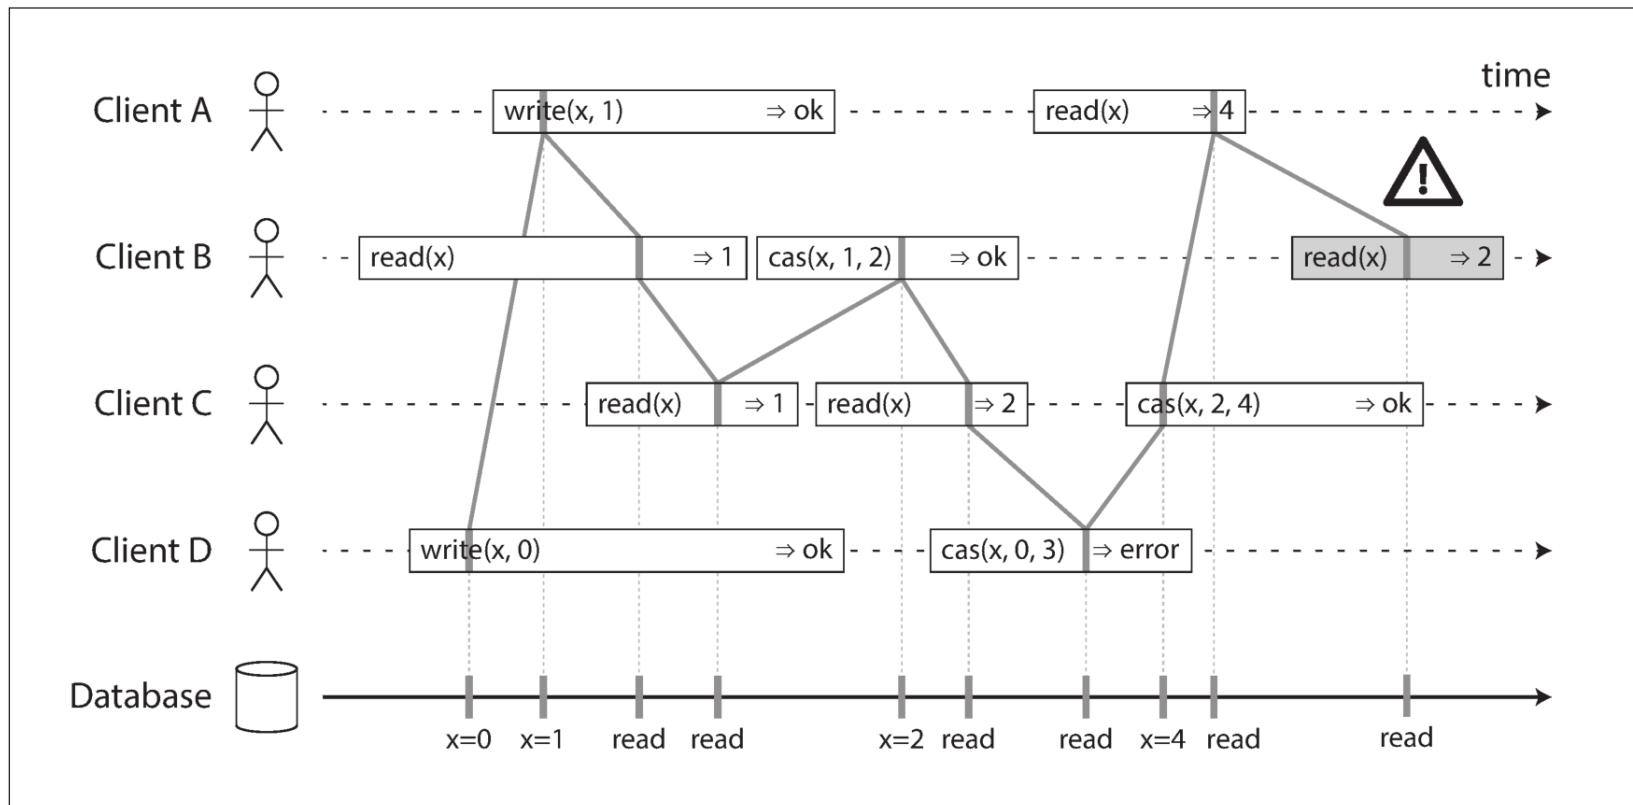 time
Client A write(x, 1) ⇒ ok read(x) ⇒ 4
!
Client B read(x) ⇒ 1 cas(x, 1, 2) ⇒ ok read(x) ⇒ 2
Client C read(x) ⇒ 1 read(x) ⇒ 2 cas(x, 2, 4) ⇒ ok
Client D write(x, 0) ⇒ ok cas(x, 0, 3) ⇒ error
Database
x=0 x=1 read read x=2 read read x=4 read read